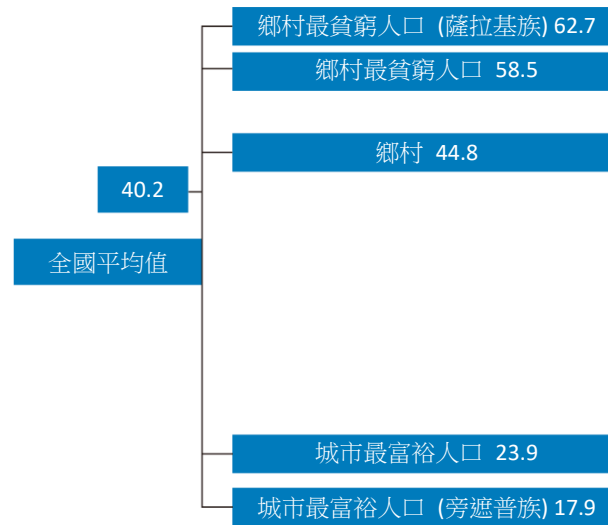 鄉村最貧窮人口 (薩拉基族) 62.7
鄉村最貧窮人口 58.5
鄉村 44.8
40.2
全國平均值
城市最富裕人口 23.9
城市最富裕人口 (旁遮普族) 17.9